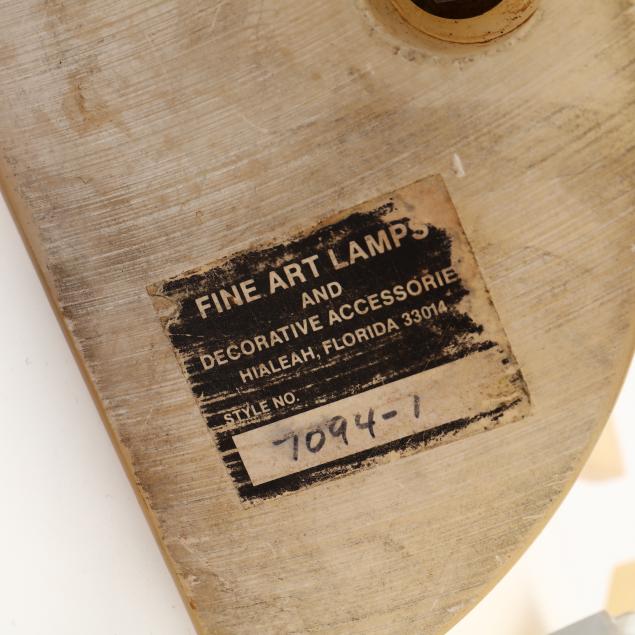 FINE ART LAMPS
AND
DECORATIVE ACCESSORIE
HIALEAH, FLORIDA 33014
STYLE NO.
7094-1